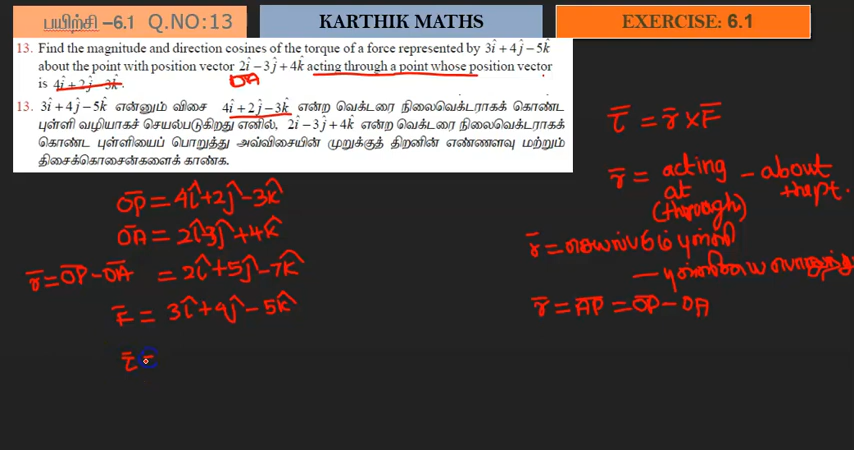 பயிற்சி –6.1 Q.NO:13
KARTHIK MATHS
EXERCISE: 6.1
13. Find the magnitude and direction cosines of the torque of a force represented by 3î + 4ĵ – 5k̂
about the point with position vector 2î – 3ĵ + 4k̂ acting through a point whose position vector
is 4î + 2ĵ – 3k̂.
OA
13. 3î + 4ĵ – 5k̂ என்னும் விசை 4î + 2ĵ – 3k̂ என்ற வெக்டரை நிலைவெக்டராகக் கொண்ட
புள்ளி வழியாகச் செயல்படுகிறது எனில், 2î – 3ĵ + 4k̂ என்ற வெக்டரை நிலைவெக்டராகக்
கொண்ட புள்ளியைப் பொறுத்து அவ்விசையின் முறுக்குத் திறனின் எண்ணளவு மற்றும்
திசைக்கொசைன்களைக் காண்க.
OP = 4î+2ĵ–3k̂
OA = 2î-3ĵ+4k̂
r̄ = OP – OA = 2î+5ĵ–7k̂
F̄ = 3î+4ĵ–5k̂
τ̄ =
τ̄ = r̄ × F̄
r̄ = acting – about
at the pt.
(through)
r̄ = செயல்படும் புள்ளி
r̄ = AP = OP – OA